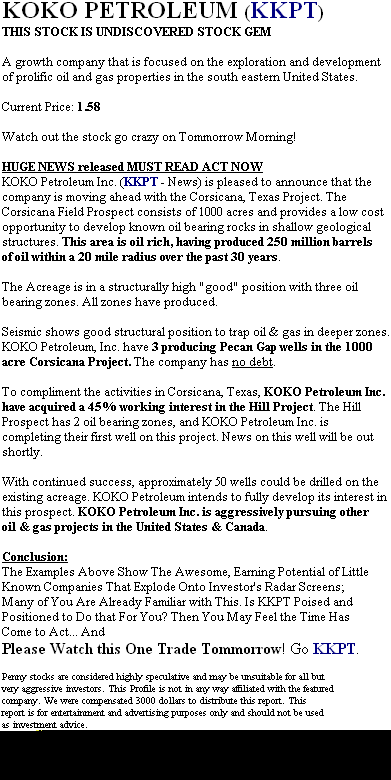 KOKO PETROLEUM (KKPT)
THIS STOCK IS UNDISCOVERED STOCK GEM
A growth company that is focused on the exploration and development
of prolific oil and gas properties in the south eastern United States.
Current Price: 1.58
Watch out the stock go crazy on Tommorrow Morning!
HUGE NEWS released MUST READ ACT NOW
KOKO Petroleum Inc. (KKPT - News) is pleased to announce that the
company is moving ahead with the Corsicana, Texas Project. The
Corsicana Field Prospect consists of 1000 acres and provides a low cost
opportunity to develop known oil bearing rocks in shallow geological
structures. This area is oil rich, having produced 250 million barrels
of oil within a 20 mile radius over the past 30 years.
The Acreage is in a structurally high "good" position with three oil
bearing zones. All zones have produced.
Seismic shows good structural position to trap oil & gas in deeper zones.
KOKO Petroleum, Inc. have 3 producing Pecan Gap wells in the 1000
acre Corsicana Project. The company has no debt.
To compliment the activities in Corsicana, Texas, KOKO Petroleum Inc.
have acquired a 45% working interest in the Hill Project. The Hill
Prospect has 2 oil bearing zones, and KOKO Petroleum Inc. is
completing their first well on this project. News on this well will be out
shortly.
With continued success, approximately 50 wells could be drilled on the
existing acreage. KOKO Petroleum intends to fully develop its interest in
this prospect. KOKO Petroleum Inc. is aggressively pursuing other
oil & gas projects in the United States & Canada.
Conclusion:
The Examples Above Show The Awesome, Earning Potential of Little
Known Companies That Explode Onto Investor's Radar Screens;
Many of You Are Already Familiar with This. Is KKPT Poised and
Positioned to Do that For You? Then You May Feel the Time Has
Come to Act... And
Please Watch this One Trade Tommorrow! Go KKPT.
Penny stocks are considered highly speculative and may be unsuitable for all but
very aggressive investors. This Profile is not in any way affiliated with the featured
company. We were compensated 3000 dollars to distribute this report. This
report is for entertainment and advertising purposes only and should not be used
as investment advice.